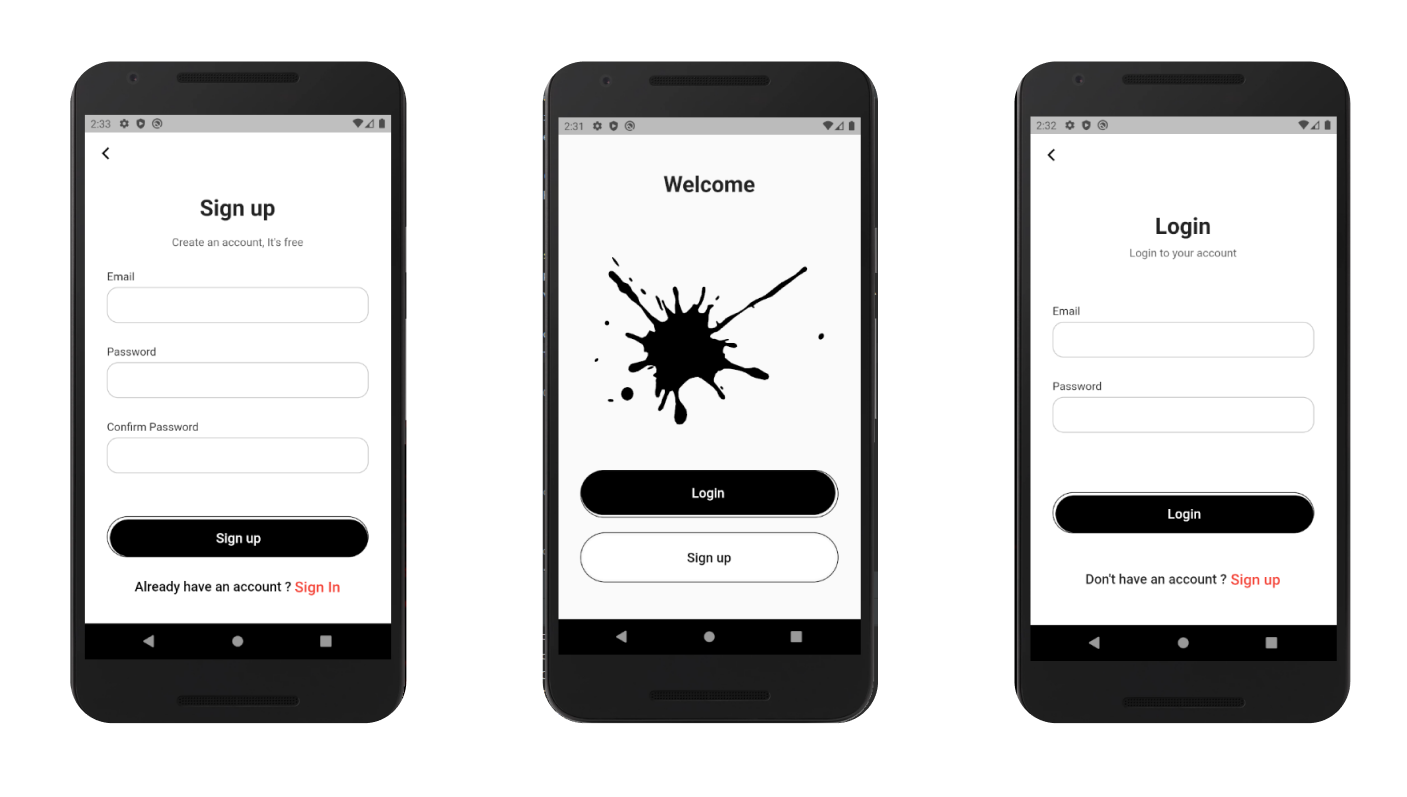 2:33
Sign up
Create an account, It's free
Email
Password
Confirm Password
Sign up
Already have an account ? Sign In
2:31
Welcome
Login
Sign up
2:32
Login
Login to your account
Email
Password
Login
Don't have an account ? Sign up